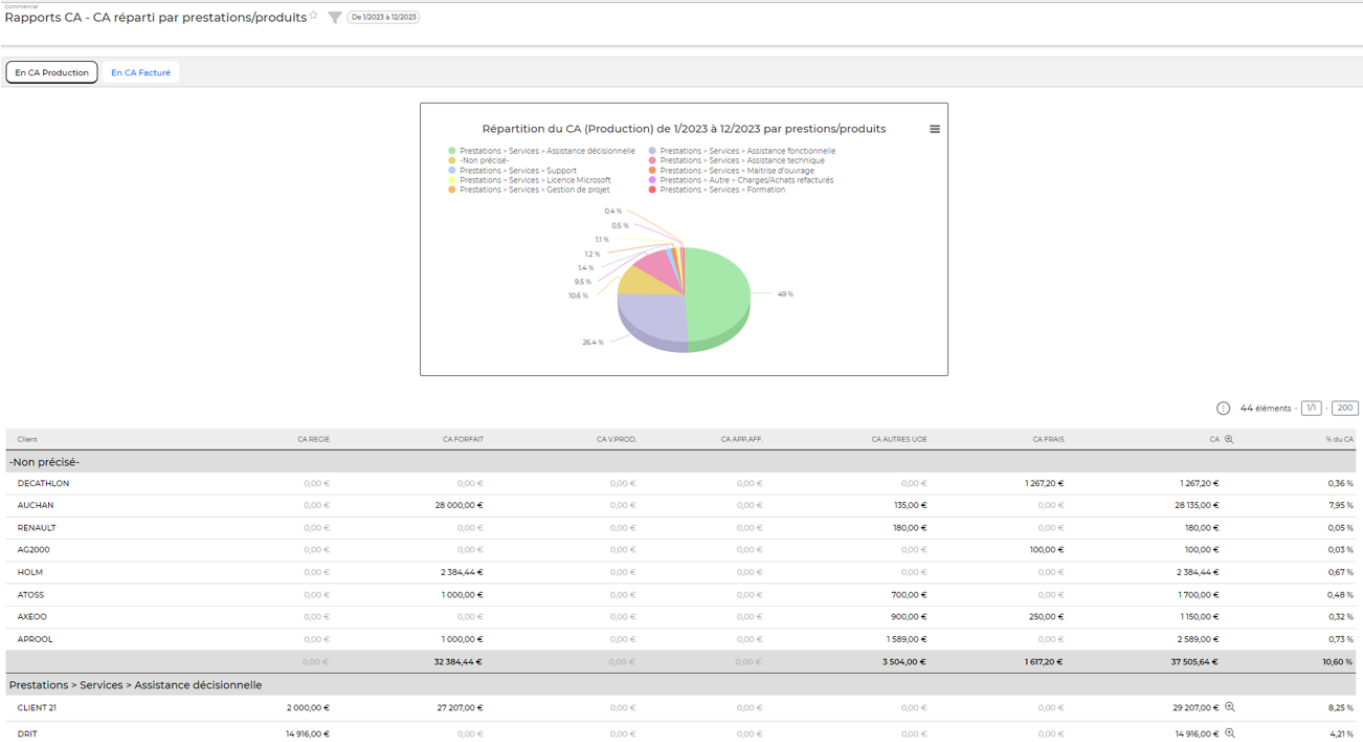 Commercial
Rapports CA - CA réparti par prestations/produits De 1/2023 à 12/2023
En CA Production En CA Facturé
Répartition du CA (Production) de 1/2023 à 12/2023 par prestions/produits
Prestations > Services > Assistance décisionnelle Prestations > Services > Assistance fonctionnelle
-Non précisé- Prestations > Services > Assistance technique
Prestations > Services > Support Prestations > Services > Maitrise d'ouvrage
Prestations > Services > Licence Microsoft Prestations > Autre > Charges/Achats refacturés
Prestations > Services > Gestion de projet Prestations > Services > Formation
0.4 %
0.5 %
1.1 %
1.2 %
1.4 %
9.5 %
10.6 % 49 %
26.4 %
44 éléments - 1/1 - 200
Client CA REGIE CA FORFAIT CA V.PROD. CA APP.AFF. CA AUTRES UOE CA FRAIS CA % du CA
-Non précisé-
DECATHLON 0,00 € 0,00 € 0,00 € 0,00 € 0,00 € 1 267,20 € 1 267,20 € 0,36 %
AUCHAN 0,00 € 28 000,00 € 0,00 € 0,00 € 135,00 € 0,00 € 28 135,00 € 7,95 %
RENAULT 0,00 € 0,00 € 0,00 € 0,00 € 180,00 € 0,00 € 180,00 € 0,05 %
AG2000 0,00 € 0,00 € 0,00 € 0,00 € 0,00 € 100,00 € 100,00 € 0,03 %
HOLM 0,00 € 2 384,44 € 0,00 € 0,00 € 0,00 € 0,00 € 2 384,44 € 0,67 %
ATOSS 0,00 € 1 000,00 € 0,00 € 0,00 € 700,00 € 0,00 € 1 700,00 € 0,48 %
AXEOO 0,00 € 0,00 € 0,00 € 0,00 € 900,00 € 250,00 € 1 150,00 € 0,32 %
APROOL 0,00 € 1 000,00 € 0,00 € 0,00 € 1 589,00 € 0,00 € 2 589,00 € 0,73 %
0,00 € 32 384,44 € 0,00 € 0,00 € 3 504,00 € 1 617,20 € 37 505,64 € 10,60 %
Prestations > Services > Assistance décisionnelle
CLIENT 21 2 000,00 € 27 207,00 € 0,00 € 0,00 € 0,00 € 0,00 € 29 207,00 € 8,25 %
DRIT 14 916,00 € 0,00 € 0,00 € 0,00 € 0,00 € 0,00 € 14 916,00 € 4,21 %